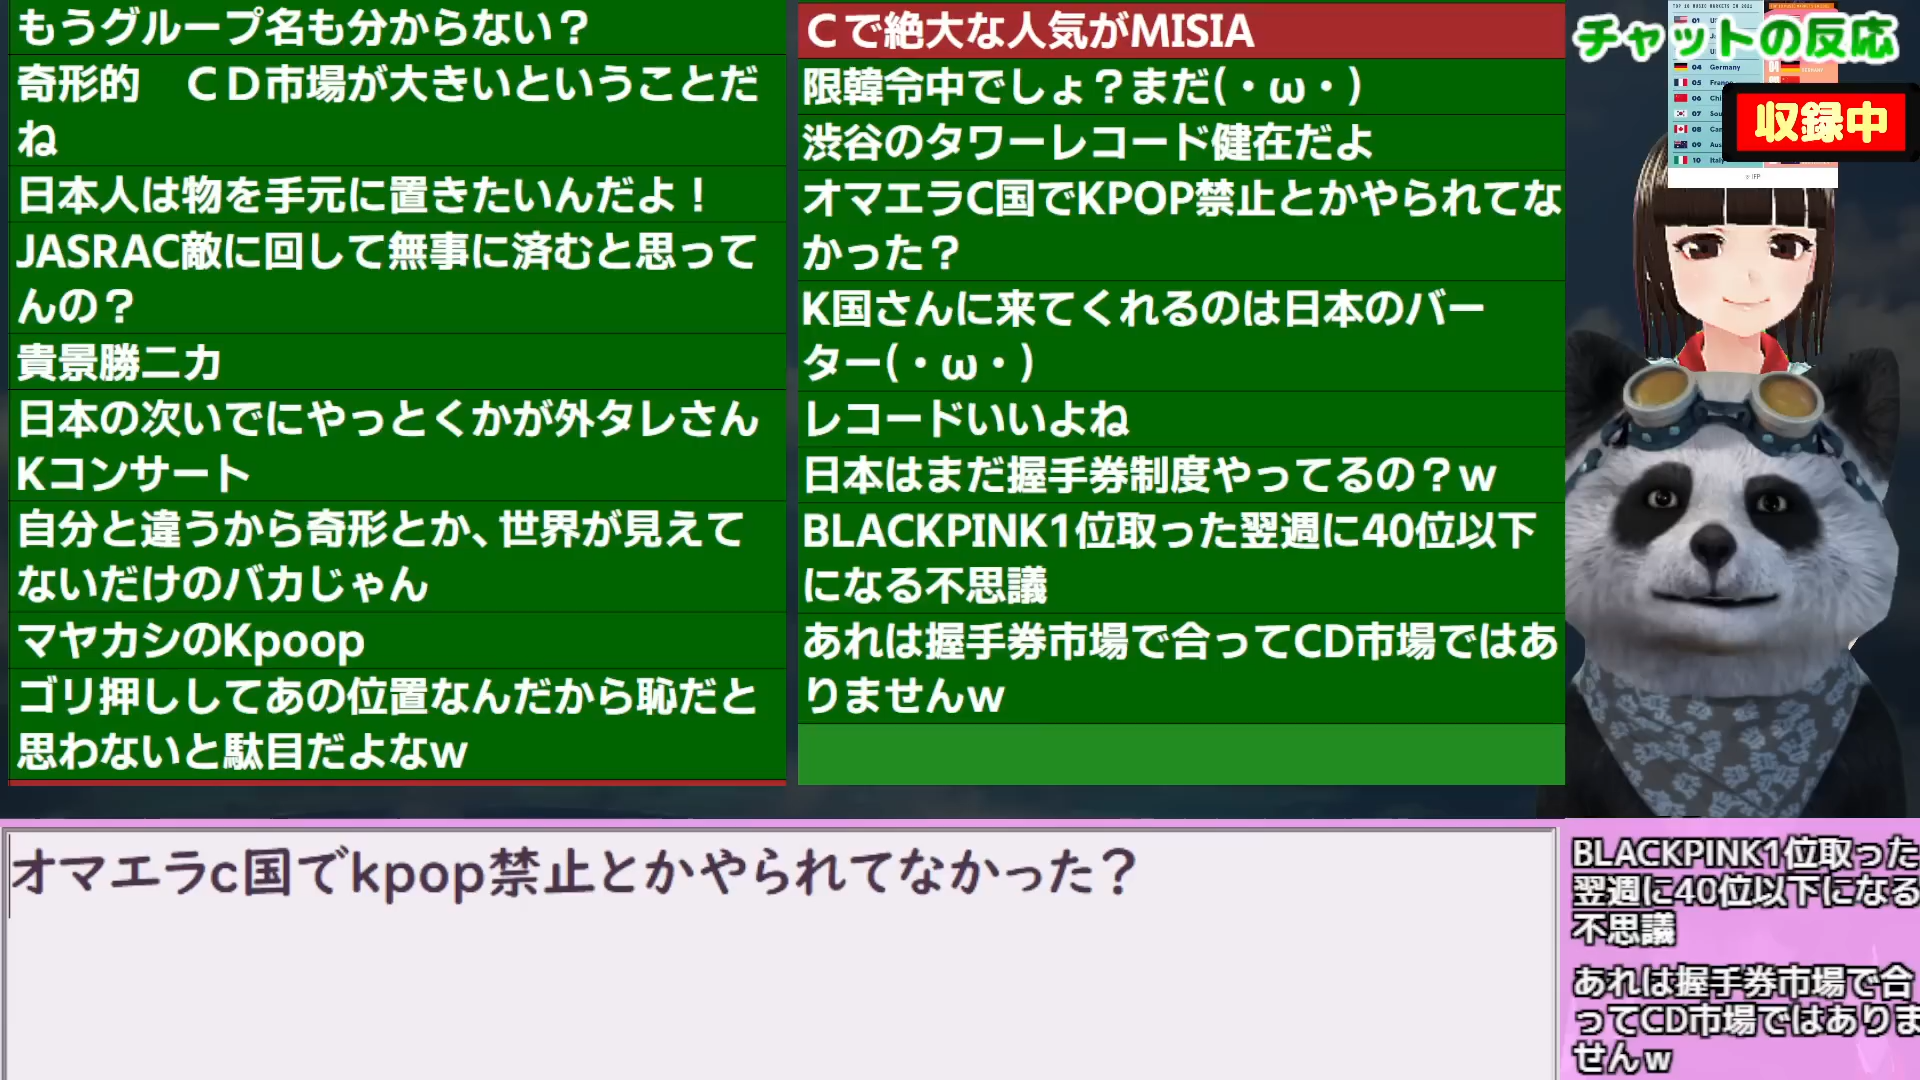 もうグループ名も分からない？
奇形的　ＣＤ市場が大きいということだ
ね
日本人は物を手元に置きたいんだよ！
JASRAC敵に回して無事に済むと思って
んの？
貴景勝二カ
日本の次いでにやっとくかが外タレさん
Kコンサート
自分と違うから奇形とか、世界が見えて
ないだけのバカじゃん
マヤカシのKpoop
ゴリ押ししてあの位置なんだから恥だと
思わないと駄目だよなw
Ｃで絶大な人気がMISIA
限韓令中でしょ？まだ(・ω・)
渋谷のタワーレコード健在だよ
オマエラC国でKPOP禁止とかやられてな
かった？
K国さんに来てくれるのは日本のバー
ター(・ω・)
レコードいいよね
日本はまだ握手券制度やってるの？w
BLACKPINK1位取った翌週に40位以下
になる不思議
あれは握手券市場で合ってCD市場ではあ
りませんw
チャットの反応
TOP 10 MUSIC MARKETS IN 2021
01
04 Germany
05
06
07
08
09
10
収録中
© IFPI
オマエラc国でkpop禁止とかやられてなかった？
BLACKPINK1位取った
翌週に40位以下になる
不思議
あれは握手券市場で合
ってCD市場ではありま
せんw